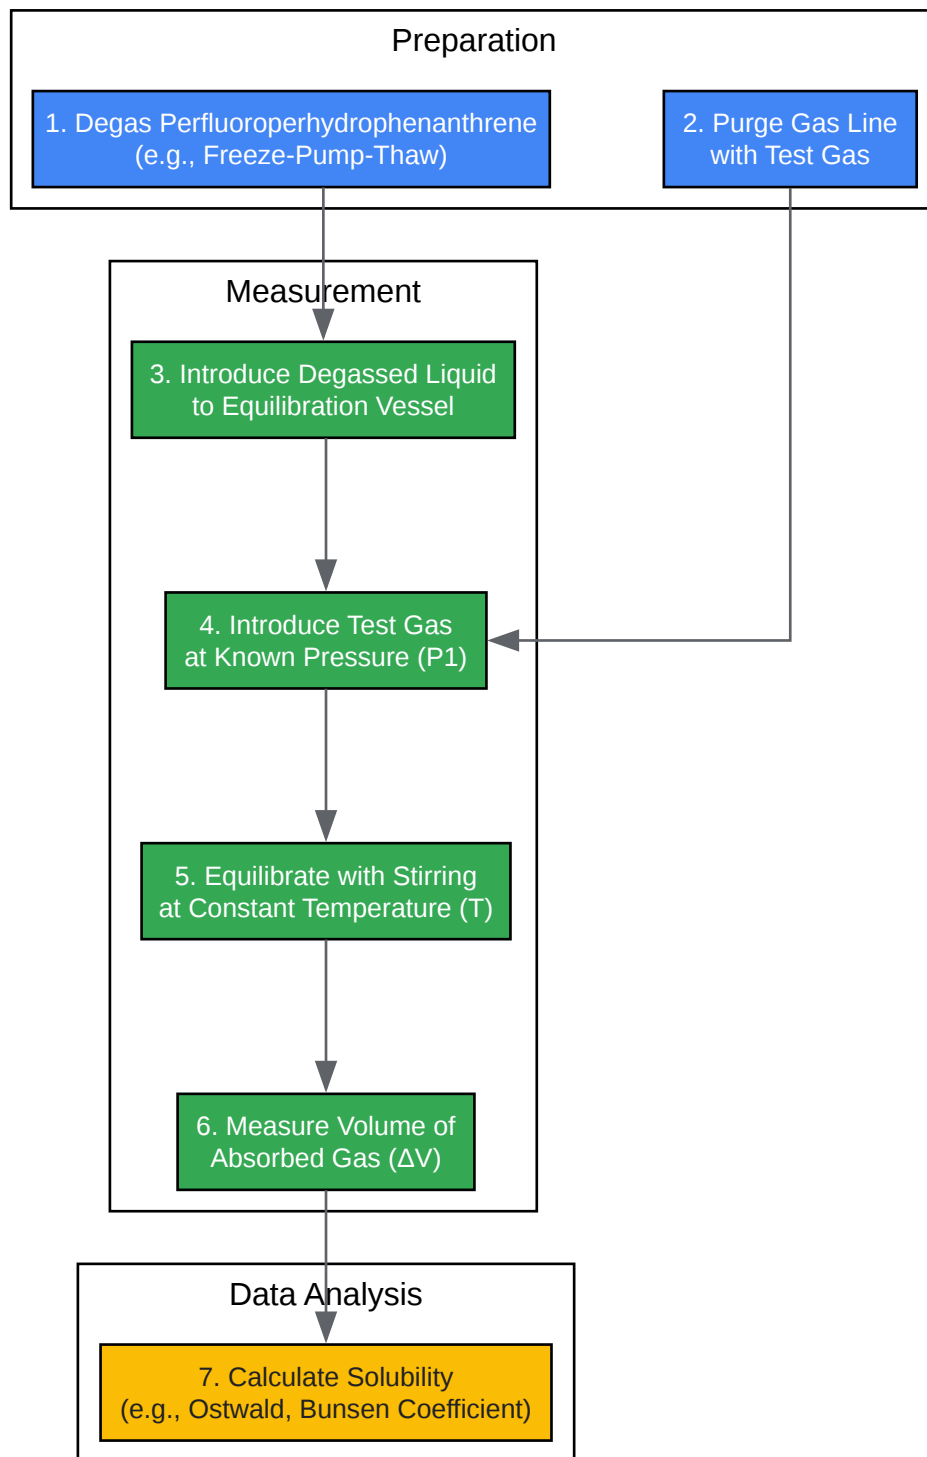 Preparation
1. Degas Perfluoroperhydrophenanthrene
(e.g., Freeze-Pump-Thaw)
2. Purge Gas Line
with Test Gas
Measurement
3. Introduce Degassed Liquid
to Equilibration Vessel
4. Introduce Test Gas
at Known Pressure (P1)
5. Equilibrate with Stirring
at Constant Temperature (T)
6. Measure Volume of
Absorbed Gas (ΔV)
Data Analysis
7. Calculate Solubility
(e.g., Ostwald, Bunsen Coefficient)